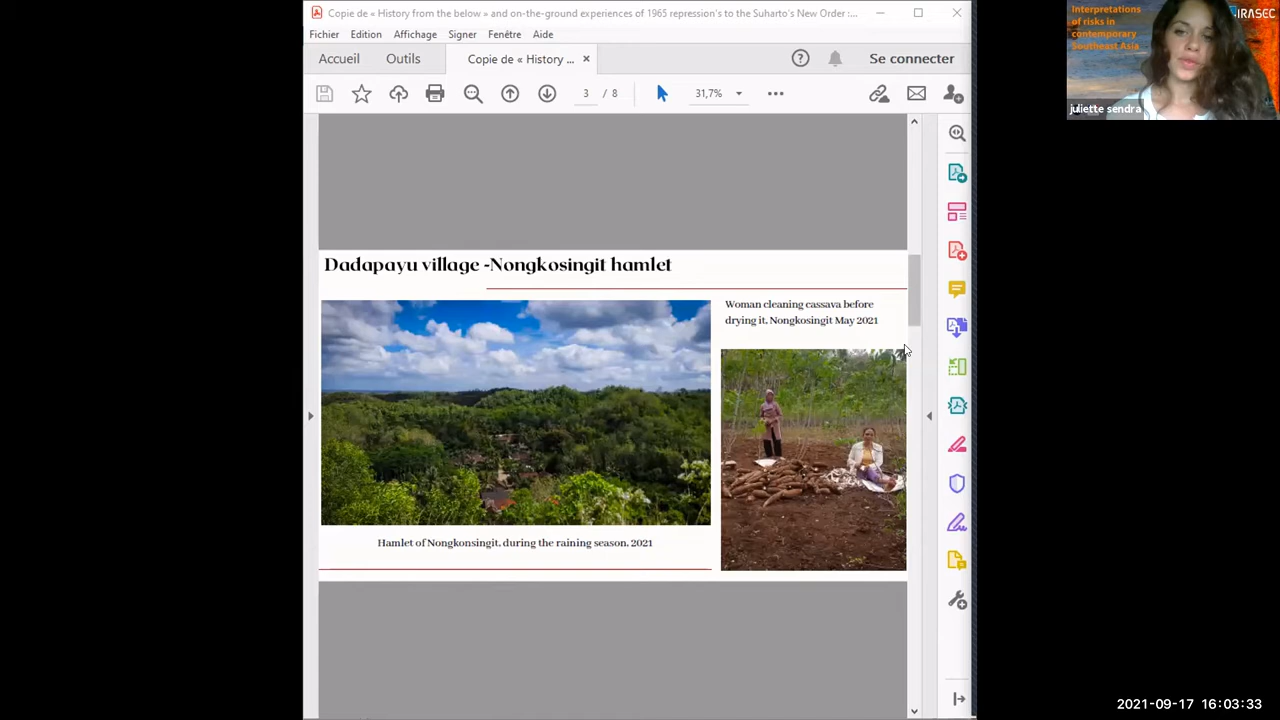 Copie de « History from the below » and on-the-ground experiences of 1965 repression's to the Suharto's New Order :...
Fichier Edition Affichage Signer Fenêtre Aide
Accueil Outils Copie de « History ... × Se connecter
3 / 8 31,7%
Dadapayu village -Nongkosingit hamlet
Woman cleaning cassava before
drying it, Nongkosingit May 2021
Hamlet of Nongkonsingit, during the raining season, 2021
Interpretations
of risks in
contemporary
Southeast Asia
IRASEC
juliette sendra
2021-09-17 16:03:33